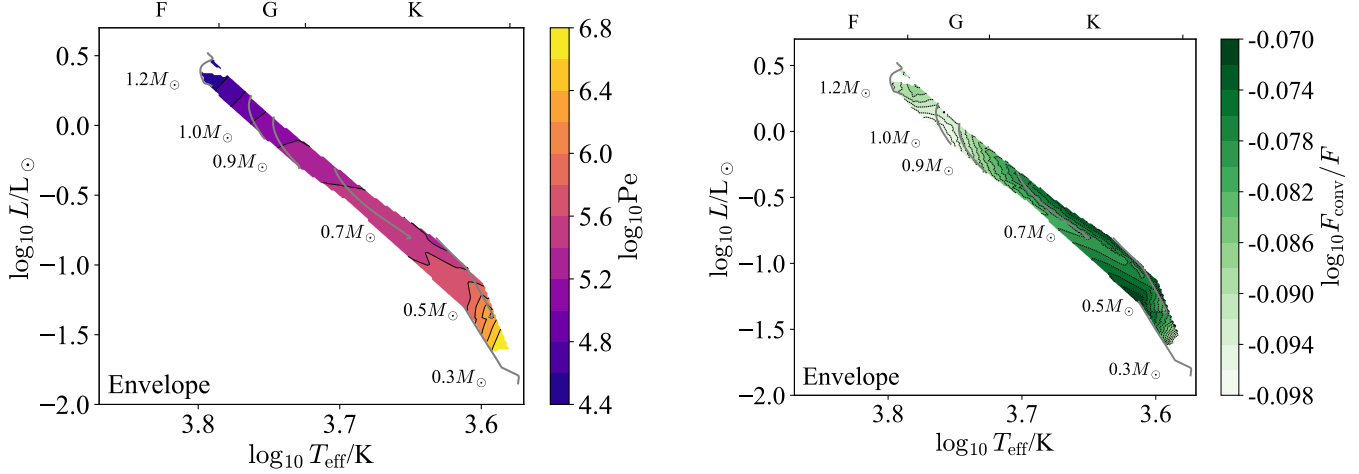 F G K
0.5
0.0
−0.5
−1.0
−1.5
−2.0
log₁₀ L/L⊙
1.2M⊙
1.0M⊙
0.9M⊙
0.7M⊙
0.5M⊙
0.3M⊙
Envelope
3.8 3.7 3.6
log₁₀ T_eff/K
6.8
6.4
6.0
5.6
5.2
4.8
4.4
log₁₀Pe
F G K
0.5
0.0
−0.5
−1.0
−1.5
−2.0
log₁₀ L/L⊙
1.2M⊙
1.0M⊙
0.9M⊙
0.7M⊙
0.5M⊙
0.3M⊙
Envelope
3.8 3.7 3.6
log₁₀ T_eff/K
-0.070
-0.074
-0.078
-0.082
-0.086
-0.090
-0.094
-0.098
log₁₀F_conv/F